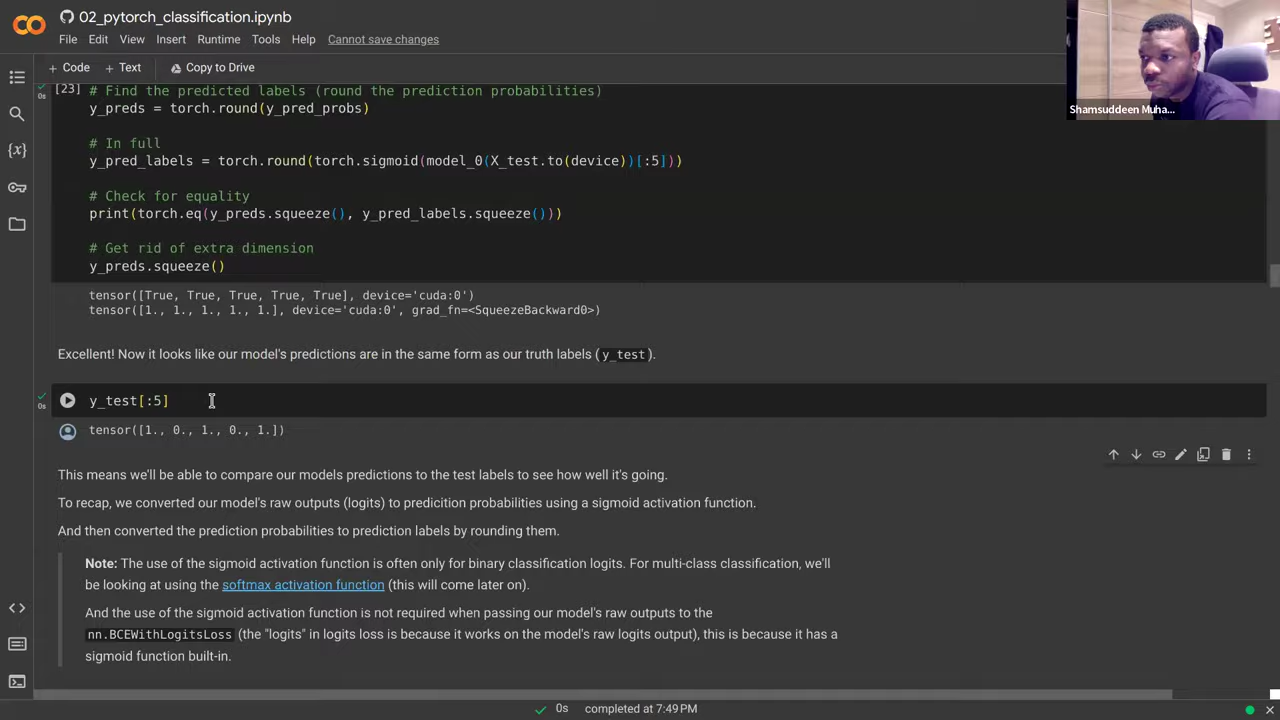 02_pytorch_classification.ipynb
File Edit View Insert Runtime Tools Help Cannot save changes
+ Code + Text Copy to Drive
Shamsuddeen Muha...
[23] # Find the predicted labels (round the prediction probabilities)
0s
y_preds = torch.round(y_pred_probs)
# In full
y_pred_labels = torch.round(torch.sigmoid(model_0(X_test.to(device))[:5]))
# Check for equality
print(torch.eq(y_preds.squeeze(), y_pred_labels.squeeze()))
# Get rid of extra dimension
y_preds.squeeze()
tensor([True, True, True, True, True], device='cuda:0')
tensor([1., 1., 1., 1., 1.], device='cuda:0', grad_fn=<SqueezeBackward0>)
Excellent! Now it looks like our model's predictions are in the same form as our truth labels (y_test).
y_test[:5]
0s
tensor([1., 0., 1., 0., 1.])
This means we'll be able to compare our models predictions to the test labels to see how well it's going.
To recap, we converted our model's raw outputs (logits) to predicition probabilities using a sigmoid activation function.
And then converted the prediction probabilities to prediction labels by rounding them.
Note: The use of the sigmoid activation function is often only for binary classification logits. For multi-class classification, we'll
be looking at using the softmax activation function (this will come later on).
And the use of the sigmoid activation function is not required when passing our model's raw outputs to the
nn.BCEWithLogitsLoss (the "logits" in logits loss is because it works on the model's raw logits output), this is because it has a
sigmoid function built-in.
0s completed at 7:49 PM